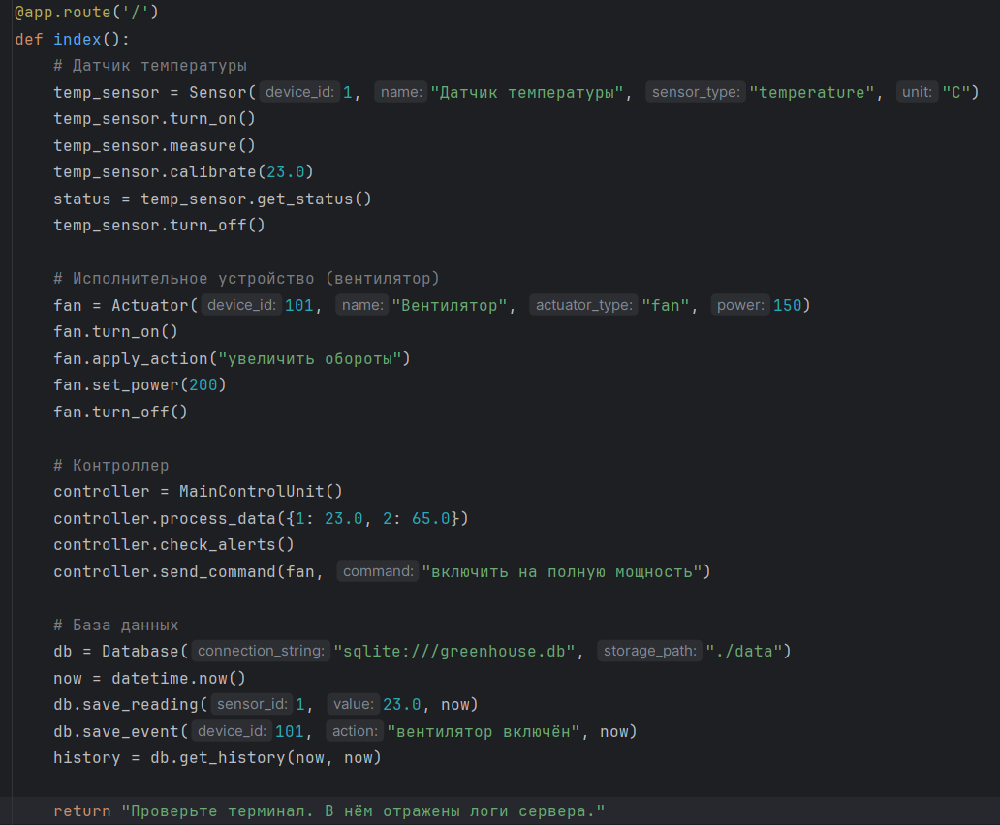 @app.route('/')
def index():
# Датчик температуры
temp_sensor = Sensor( device_id: 1, name: "Датчик температуры", sensor_type: "temperature", unit: "C")
temp_sensor.turn_on()
temp_sensor.measure()
temp_sensor.calibrate(23.0)
status = temp_sensor.get_status()
temp_sensor.turn_off()
# Исполнительное устройство (вентилятор)
fan = Actuator( device_id: 101, name: "Вентилятор", actuator_type: "fan", power: 150)
fan.turn_on()
fan.apply_action("увеличить обороты")
fan.set_power(200)
fan.turn_off()
# Контроллер
controller = MainControlUnit()
controller.process_data({1: 23.0, 2: 65.0})
controller.check_alerts()
controller.send_command(fan, command: "включить на полную мощность")
# База данных
db = Database( connection_string: "sqlite:///greenhouse.db", storage_path: "./data")
now = datetime.now()
db.save_reading( sensor_id: 1, value: 23.0, now)
db.save_event( device_id: 101, action: "вентилятор включён", now)
history = db.get_history(now, now)
return "Проверьте терминал. В нём отражены логи сервера."